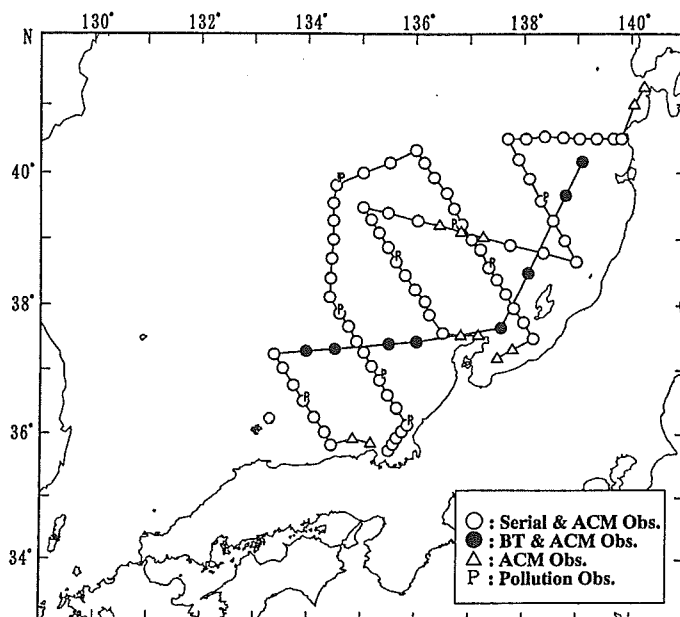 130° 132° 134° 136° 138° 140°
N
40°
38°
36°
34°
P
P
P
P
P
P
P
P
P
○ : Serial & ACM Obs.
● : BT & ACM Obs.
△ : ACM Obs.
P : Pollution Obs.